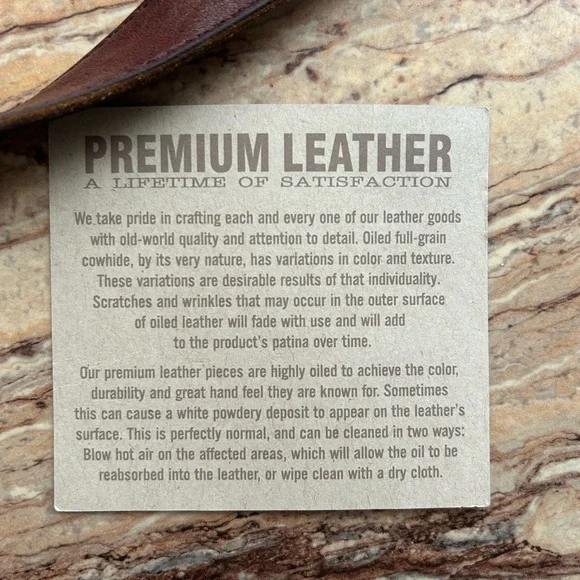 PREMIUM LEATHER
A LIFETIME OF SATISFACTION
We take pride in crafting each and every one of our leather goods
with old-world quality and attention to detail. Oiled full-grain
cowhide, by its very nature, has variations in color and texture.
These variations are desirable results of that individuality.
Scratches and wrinkles that may occur in the outer surface
of oiled leather will fade with use and will add
to the product's patina over time.
Our premium leather pieces are highly oiled to achieve the color,
durability and great hand feel they are known for. Sometimes
this can cause a white powdery deposit to appear on the leather's
surface. This is perfectly normal, and can be cleaned in two ways:
Blow hot air on the affected areas, which will allow the oil to be
reabsorbed into the leather, or wipe clean with a dry cloth.